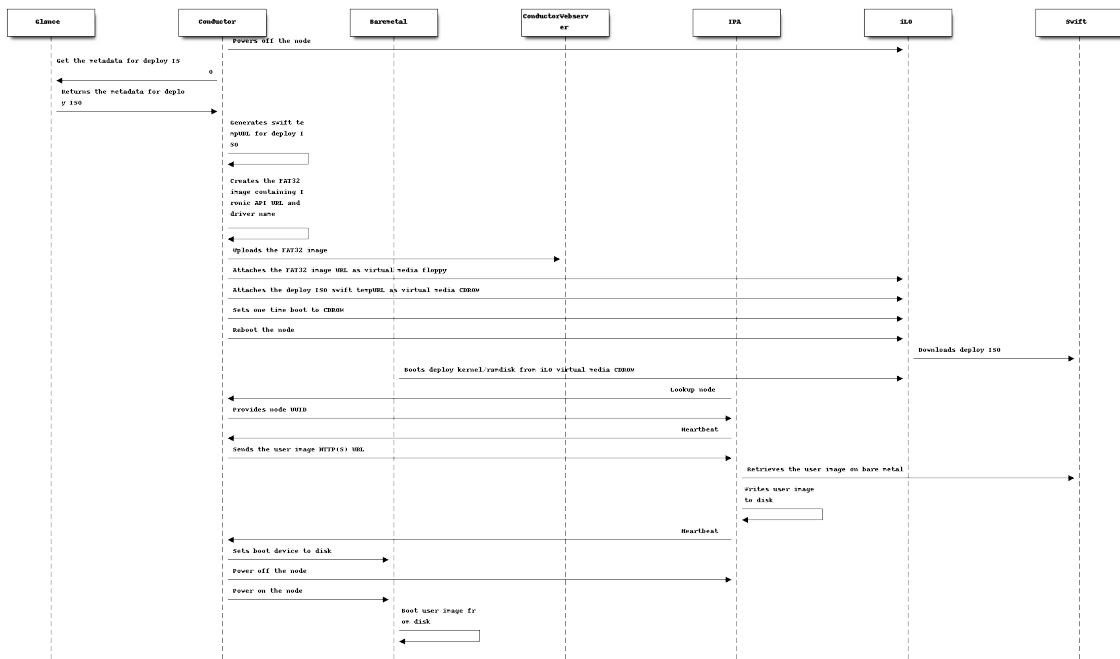 Glance
Conductor
Baremetal
ConductorWebserv
er
IPA
iLO
Swift
Powers off the node
Get the metadata for deploy IS
O
Returns the metadata for deplo
y ISO
Generates swift te
mpURL for deploy I
SO
Creates the FAT32
image containing I
ronic API URL and
driver name
Uploads the FAT32 image
Attaches the FAT32 image URL as virtual media floppy
Attaches the deploy ISO swift tempURL as virtual media CDROM
Sets one time boot to CDROM
Reboot the node
Downloads deploy ISO
Boots deploy kernel/ramdisk from iLO virtual media CDROM
Lookup node
Provides node UUID
Heartbeat
Sends the user image HTTP(S) URL
Retrieves the user image on bare metal
Writes user image
to disk
Heartbeat
Sets boot device to disk
Power off the node
Power on the node
Boot user image fr
om disk